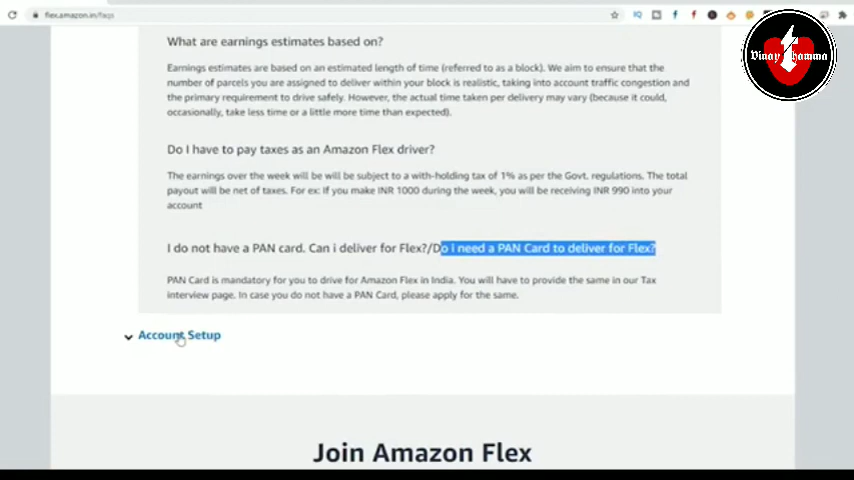 flex.amazon.in/faqs
What are earnings estimates based on?
Earnings estimates are based on an estimated length of time (referred to as a block). We aim to ensure that the
number of parcels you are assigned to deliver within your block is realistic, taking into account traffic congestion and
the primary requirement to drive safely. However, the actual time taken per delivery may vary (because it could,
occasionally, take less time or a little more time than expected).
Do I have to pay taxes as an Amazon Flex driver?
The earnings over the week will be will be subject to a with-holding tax of 1% as per the Govt. regulations. The total
payout will be net of taxes. For ex: If you make INR 1000 during the week, you will be receiving INR 990 into your
account
I do not have a PAN card. Can i deliver for Flex?/Do i need a PAN Card to deliver for Flex?
PAN Card is mandatory for you to drive for Amazon Flex in India. You will have to provide the same in our Tax
interview page. In case you do not have a PAN Card, please apply for the same.
Account Setup
Join Amazon Flex
Vinay Thamma